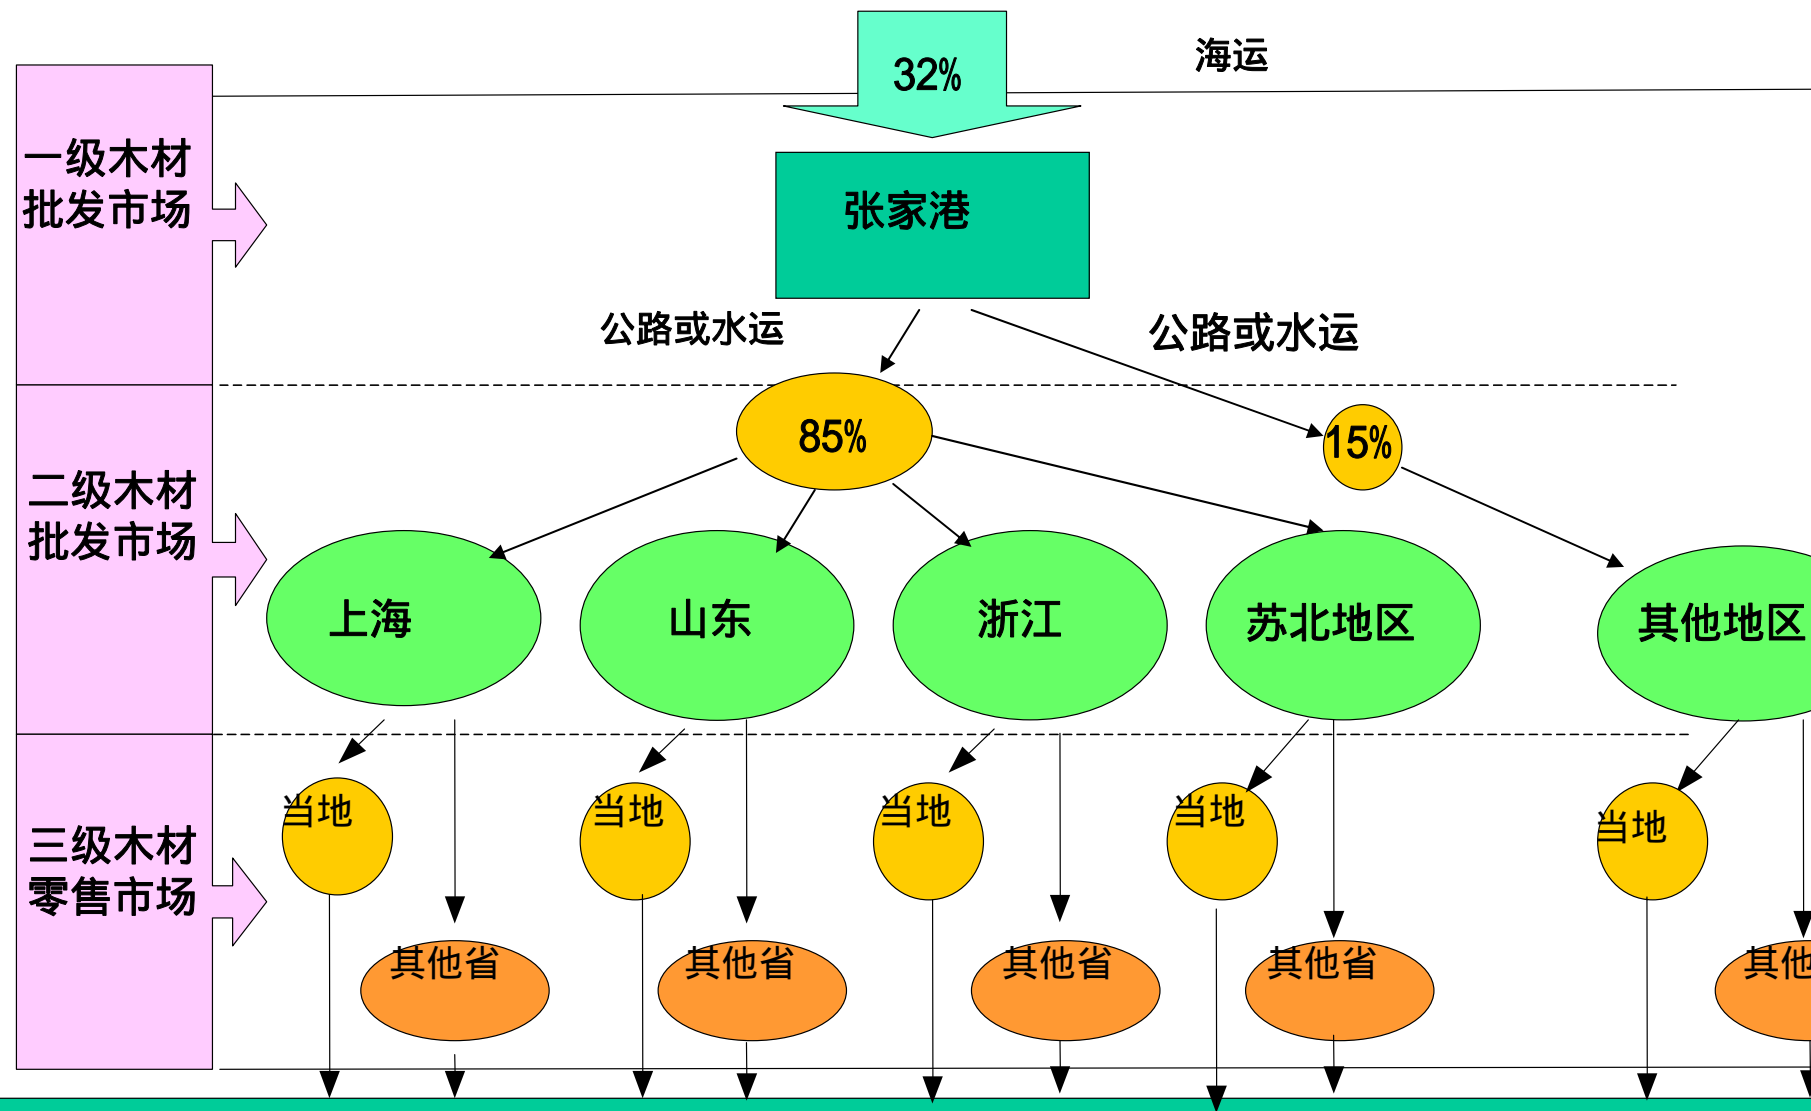 32%
海运
一级木材
批发市场
张家港
公路或水运
公路或水运
85%
15%
二级木材
批发市场
上海
山东
浙江
苏北地区
其他地区
当地
当地
当地
当地
当地
三级木材
零售市场
其他省
其他省
其他省
其他省
其他